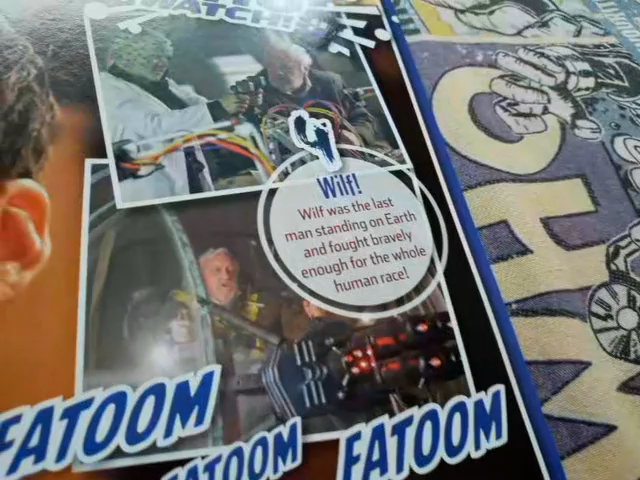 WATCH!
Wilf!
Wilf was the last
man standing on Earth
and fought bravely
enough for the whole
human race!
FATOOM
FATOOM
FATOOM